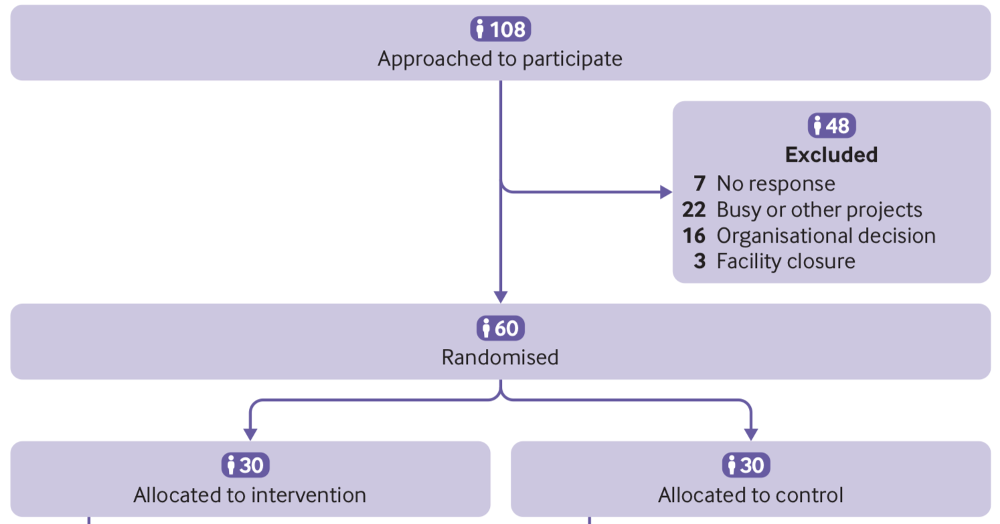 108
Approached to participate
48
Excluded
7 No response
22 Busy or other projects
16 Organisational decision
3 Facility closure
60
Randomised
30
Allocated to intervention
30
Allocated to control